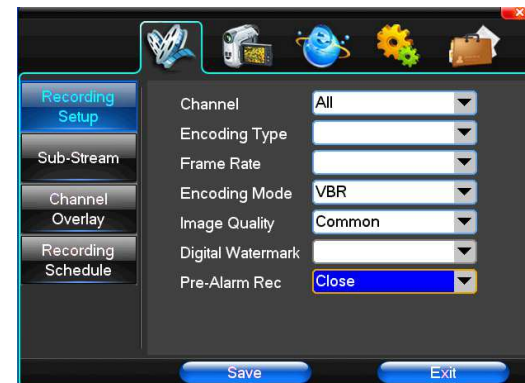 Recording
Setup
Sub-Stream
Channel
Overlay
Recording
Schedule
Channel All
Encoding Type
Frame Rate
Encoding Mode VBR
Image Quality Common
Digital Watermark
Pre-Alarm Rec Close
Save Exit